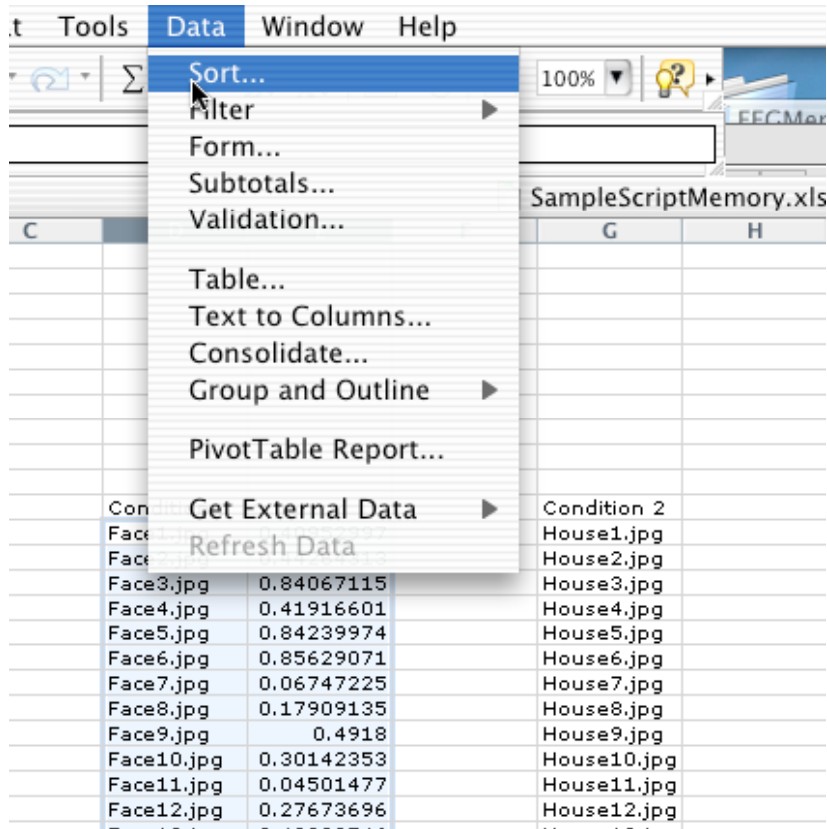 t Tools Data Window Help
Σ 100%
Sort...
Filter
Form...
Subtotals...
Validation...
Table...
Text to Columns...
Consolidate...
Group and Outline
PivotTable Report...
Get External Data
Refresh Data
SampleScriptMemory.xls
C G H
Condition 2
House1.jpg
House2.jpg
Face3.jpg 0.84067115 House3.jpg
Face4.jpg 0.41916601 House4.jpg
Face5.jpg 0.84239974 House5.jpg
Face6.jpg 0.85629071 House6.jpg
Face7.jpg 0.06747225 House7.jpg
Face8.jpg 0.17909135 House8.jpg
Face9.jpg 0.4918 House9.jpg
Face10.jpg 0.30142353 House10.jpg
Face11.jpg 0.04501477 House11.jpg
Face12.jpg 0.27673696 House12.jpg